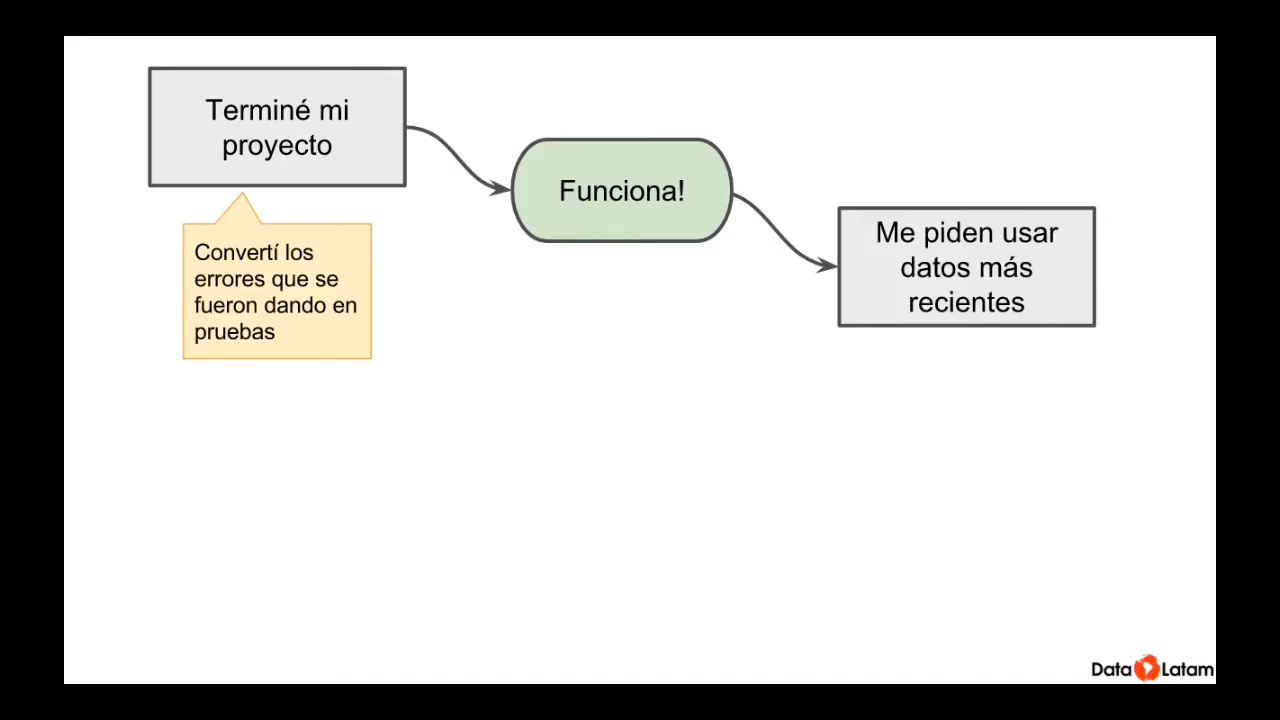 Terminé mi
proyecto
Funciona!
Me piden usar
datos más
recientes
Convertí los
errores que se
fueron dando en
pruebas
Data Latam